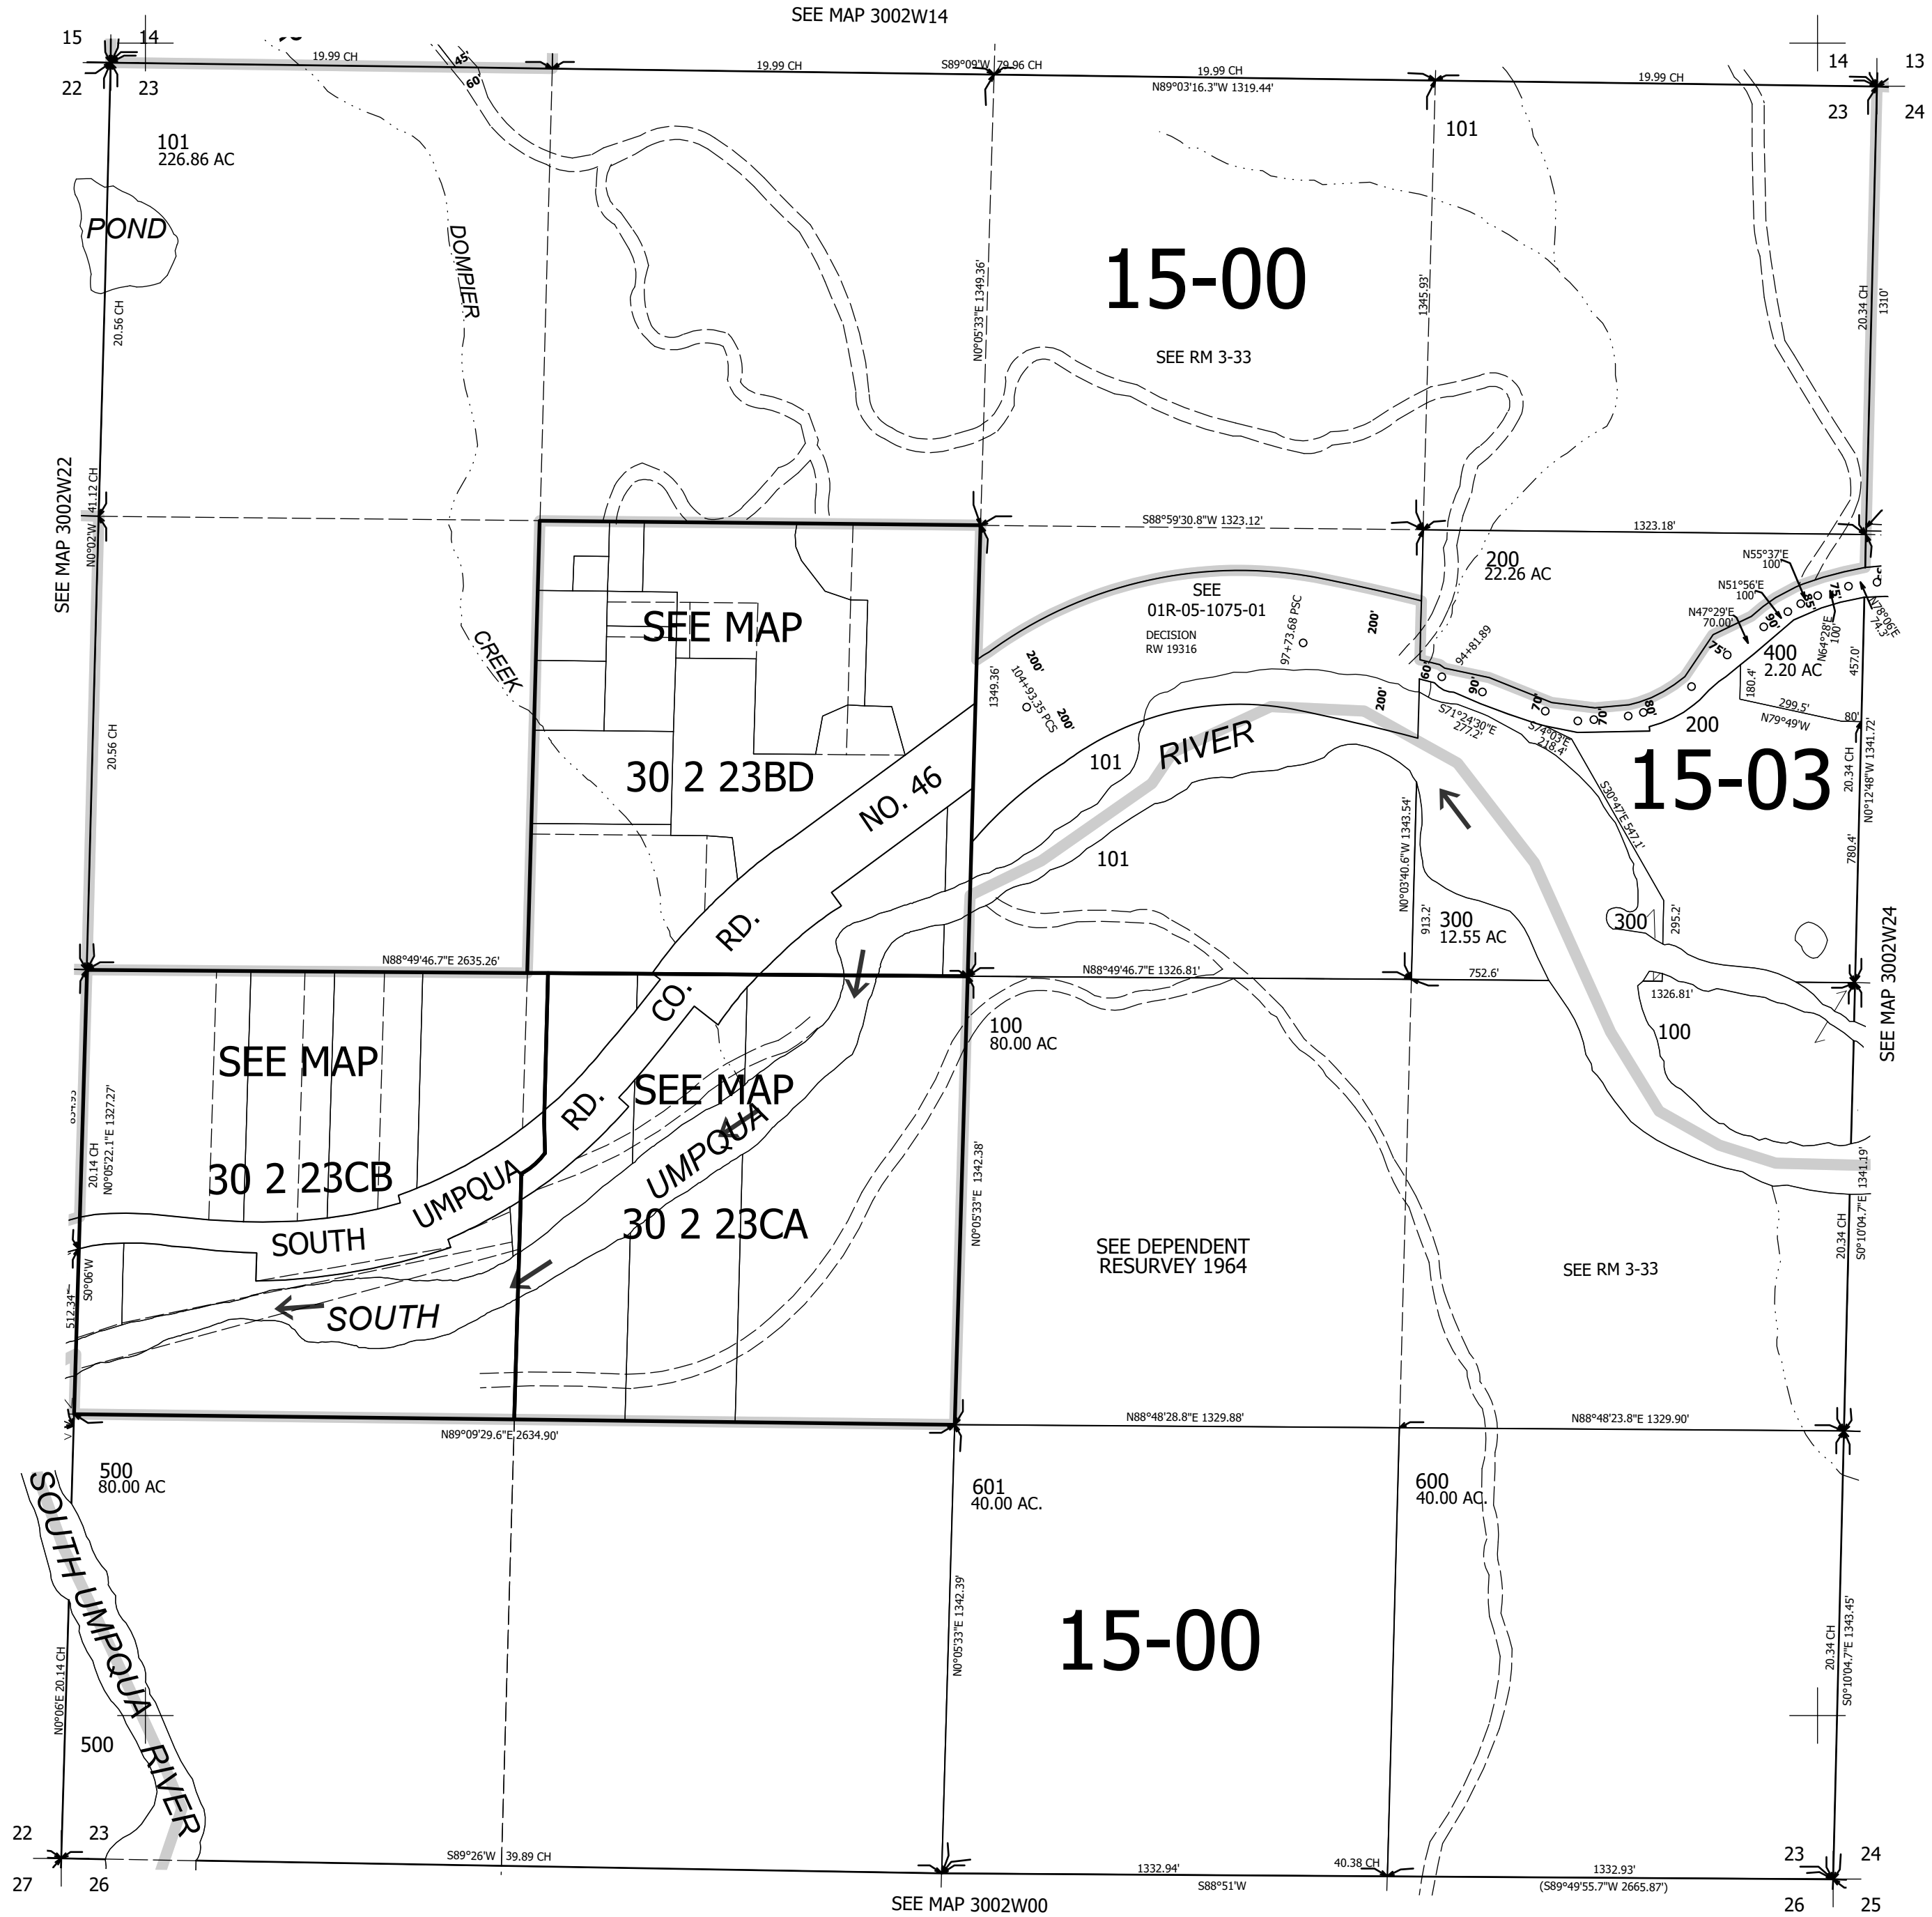 SEE MAP 3002W14
15
14
22
23
19.99 CH
45'
60'
19.99 CH
S89°09'W 79.96 CH
19.99 CH
N89°03'16.3"W 1319.44'
19.99 CH
14
13
23
24
101
226.86 AC
101
POND
DOMPIER
15-00
20.56 CH
N0°05'33"E 1349.36'
1345.93'
20.34 CH
1310'
SEE RM 3-33
SEE MAP 3002W22
N0°02'W 41.12 CH
S88°59'30.8"W 1323.12'
1323.18'
SEE MAP
30 2 23BD
CREEK
20.56 CH
SEE
01R-05-1075-01
DECISION
RW 19316
97+73.68 PSC
200'
200'
104+93.35 PCS
200'
200'
1349.36'
200
22.26 AC
94+81.89
60'
90'
70'
70'
80'
75'
90'
85'
75'
N55°37'E
100'
N51°56'E
100'
N47°29'E
70.00'
N64°28'E
100'
N78°06'E
74.3'
400
2.20 AC
457.0'
180.4'
299.5'
N79°49'W
80'
200
15-03
S71°24'30"E
277.2'
S74°03'E
218.4'
S30°47'E 547.1'
20.34 CH
N0°12'48"W 1341.72'
780.4'
101
RIVER
101
NO. 46
RD.
CO.
RD.
N0°03'40.6"W 1343.54'
913.2'
300
12.55 AC
300
295.2'
SEE MAP 3002W24
N88°49'46.7"E 2635.26'
N88°49'46.7"E 1326.81'
752.6'
1326.81'
100
80.00 AC
100
SEE MAP
30 2 23CB
SEE MAP
30 2 23CA
UMPQUA
UMPQUA
SOUTH
SOUTH
20.14 CH
N0°05'22.1"E 1327.27'
S0°06'W
512.34'
N0°05'33"E 1342.38'
SEE DEPENDENT
RESURVEY 1964
SEE RM 3-33
20.34 CH
S0°10'04.7"E 1341.19'
N89°09'29.6"E 2634.90'
N88°48'28.8"E 1329.88'
N88°48'23.8"E 1329.90'
500
80.00 AC
601
40.00 AC.
600
40.00 AC.
SOUTH UMPQUA RIVER
N0°06'E 20.14 CH
500
N0°05'33"E 1342.39'
15-00
20.34 CH
S0°10'04.7"E 1343.45'
22
23
27
26
S89°26'W 39.89 CH
1332.94'
S88°51'W
40.38 CH
1332.93'
(S89°49'55.7"W 2665.87')
23
24
26
25
SEE MAP 3002W00